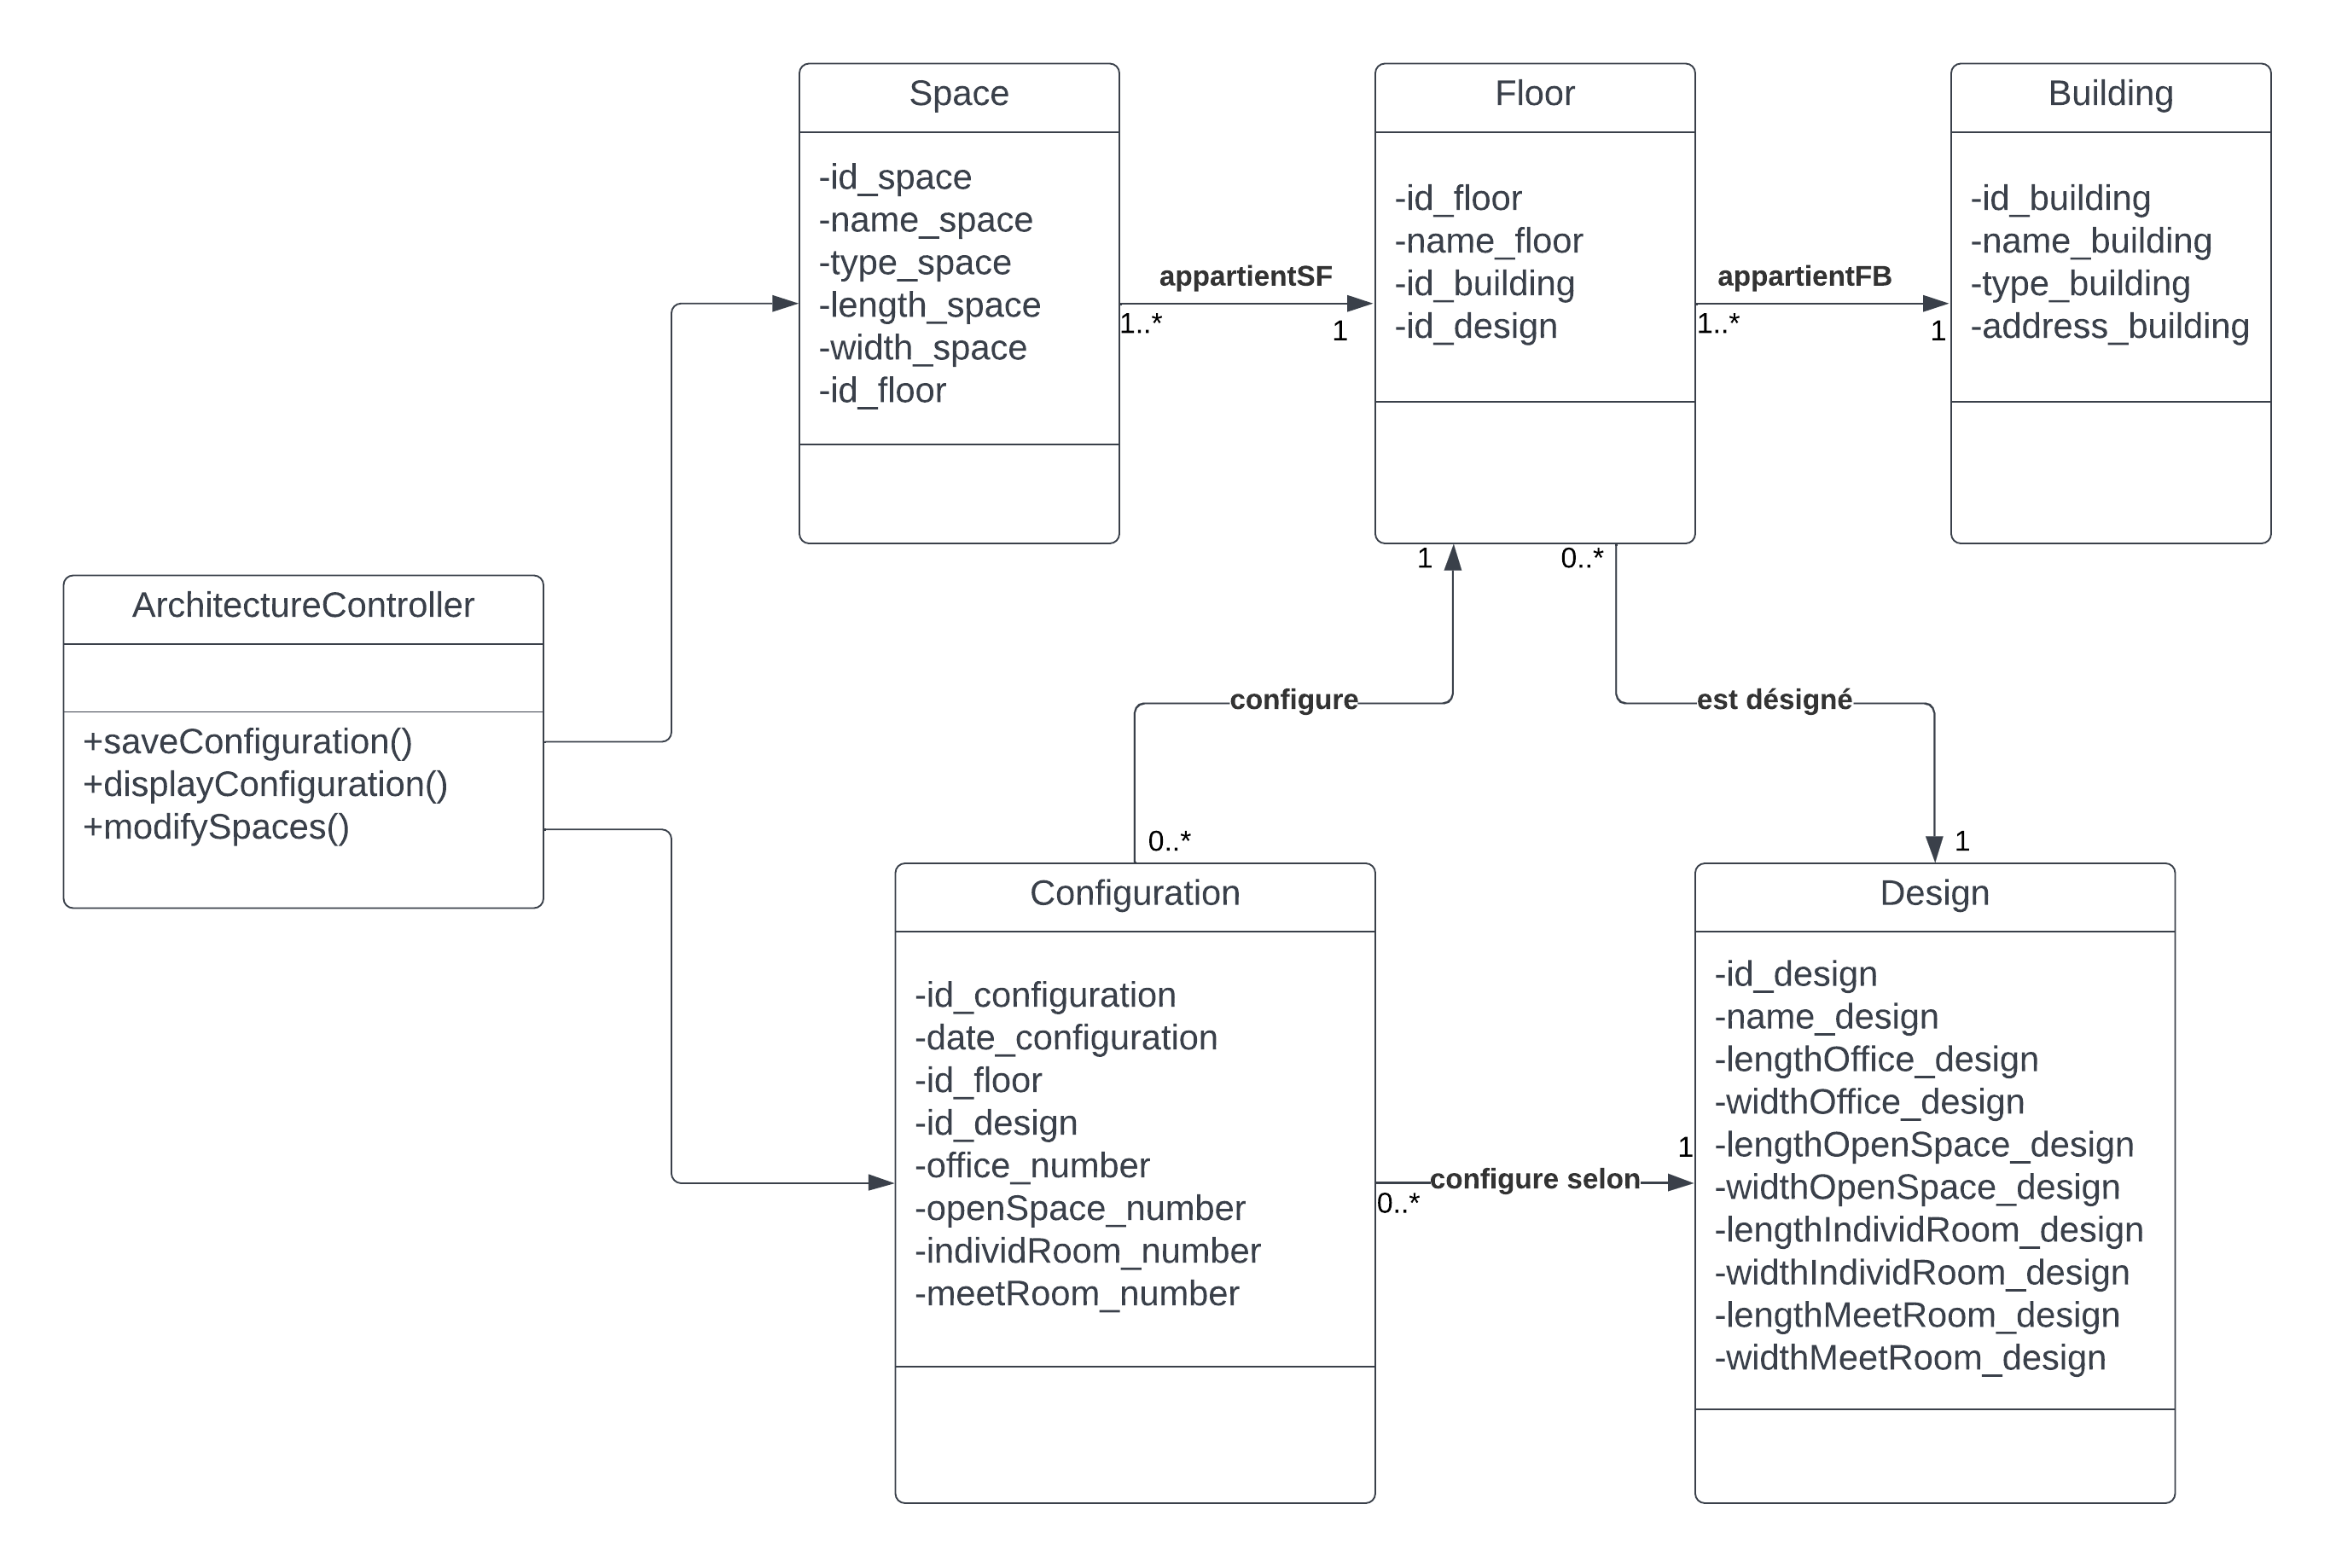 Space
-id_space
-name_space
-type_space
-length_space
-width_space
-id_floor
appartientSF
1..*
1
Floor
-id_floor
-name_floor
-id_building
-id_design
appartientFB
1..*
1
Building
-id_building
-name_building
-type_building
-address_building
ArchitectureController
+saveConfiguration()
+displayConfiguration()
+modifySpaces()
1
0..*
configure
est désigné
0..*
1
Configuration
-id_configuration
-date_configuration
-id_floor
-id_design
-office_number
-openSpace_number
-individRoom_number
-meetRoom_number
1
configure selon
0..*
Design
-id_design
-name_design
-lengthOffice_design
-widthOffice_design
-lengthOpenSpace_design
-widthOpenSpace_design
-lengthIndividRoom_design
-widthIndividRoom_design
-lengthMeetRoom_design
-widthMeetRoom_design